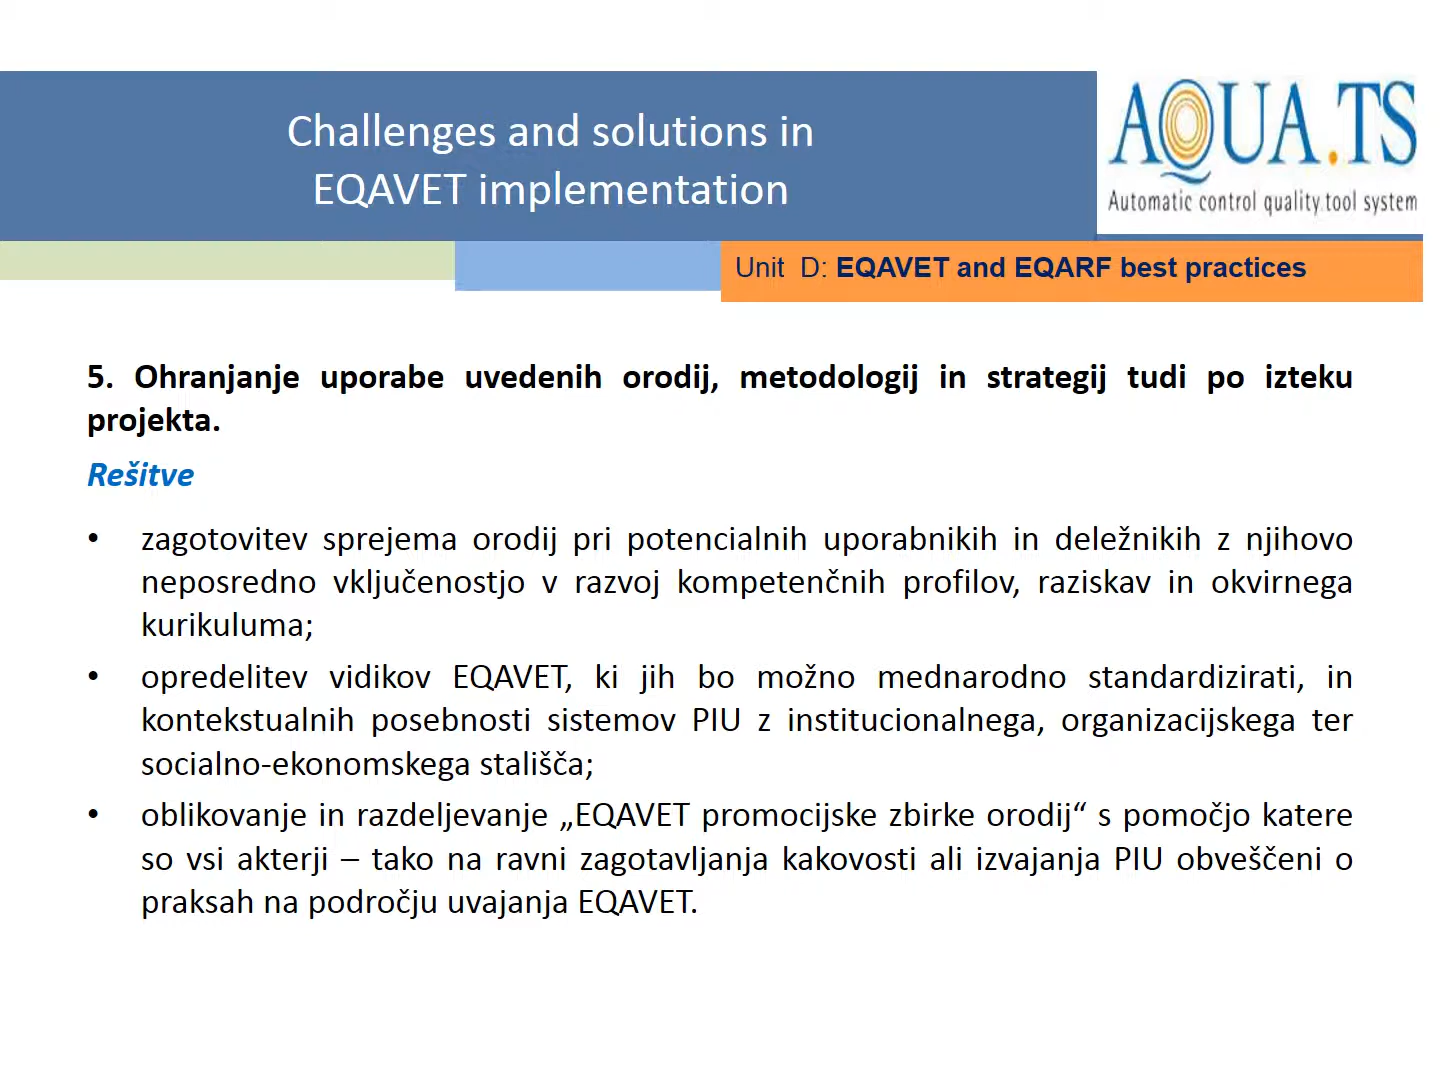 Challenges and solutions in
EQAVET implementation
AQUA.TS
Automatic control quality tool system
Unit D: EQAVET and EQARF best practices
5. Ohranjanje uporabe uvedenih orodij, metodologij in strategij tudi po izteku
projekta.
Rešitve
• zagotovitev sprejema orodij pri potencialnih uporabnikih in deležnikih z njihovo
neposredno vključenostjo v razvoj kompetenčnih profilov, raziskav in okvirnega
kurikuluma;
• opredelitev vidikov EQAVET, ki jih bo možno mednarodno standardizirati, in
kontekstualnih posebnosti sistemov PIU z institucionalnega, organizacijskega ter
socialno-ekonomskega stališča;
• oblikovanje in razdeljevanje „EQAVET promocijske zbirke orodij“ s pomočjo katere
so vsi akterji – tako na ravni zagotavljanja kakovosti ali izvajanja PIU obveščeni o
praksah na področju uvajanja EQAVET.